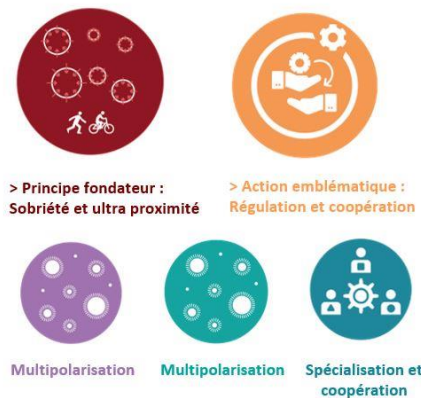 > Principe fondateur :
Sobriété et ultra proximité
> Action emblématique :
Régulation et coopération
Multipolarisation
Multipolarisation
Spécialisation et
coopération